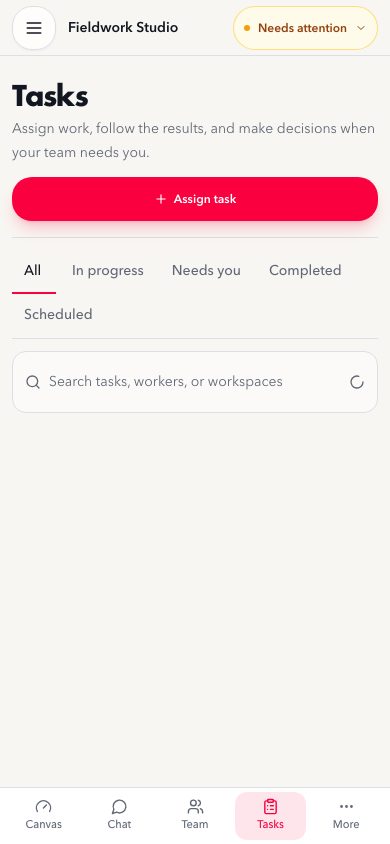 Fieldwork Studio
Needs attention
Tasks
Assign work, follow the results, and make decisions when
your team needs you.
+ Assign task
All
In progress
Needs you
Completed
Scheduled
Search tasks, workers, or workspaces
Canvas
Chat
Team
Tasks
More